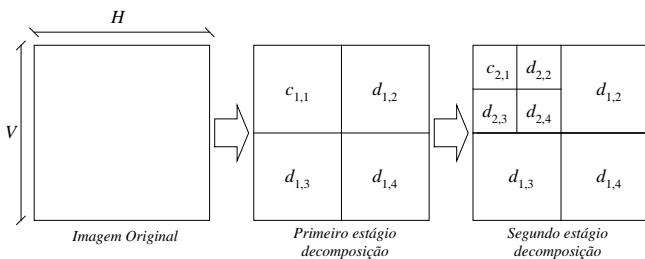 H
V
c1,1
d1,2
d1,3
d1,4
c2,1
d2,2
d2,3
d2,4
d1,2
d1,3
d1,4
Imagem Original
Primeiro estágio
decomposição
Segundo estágio
decomposição